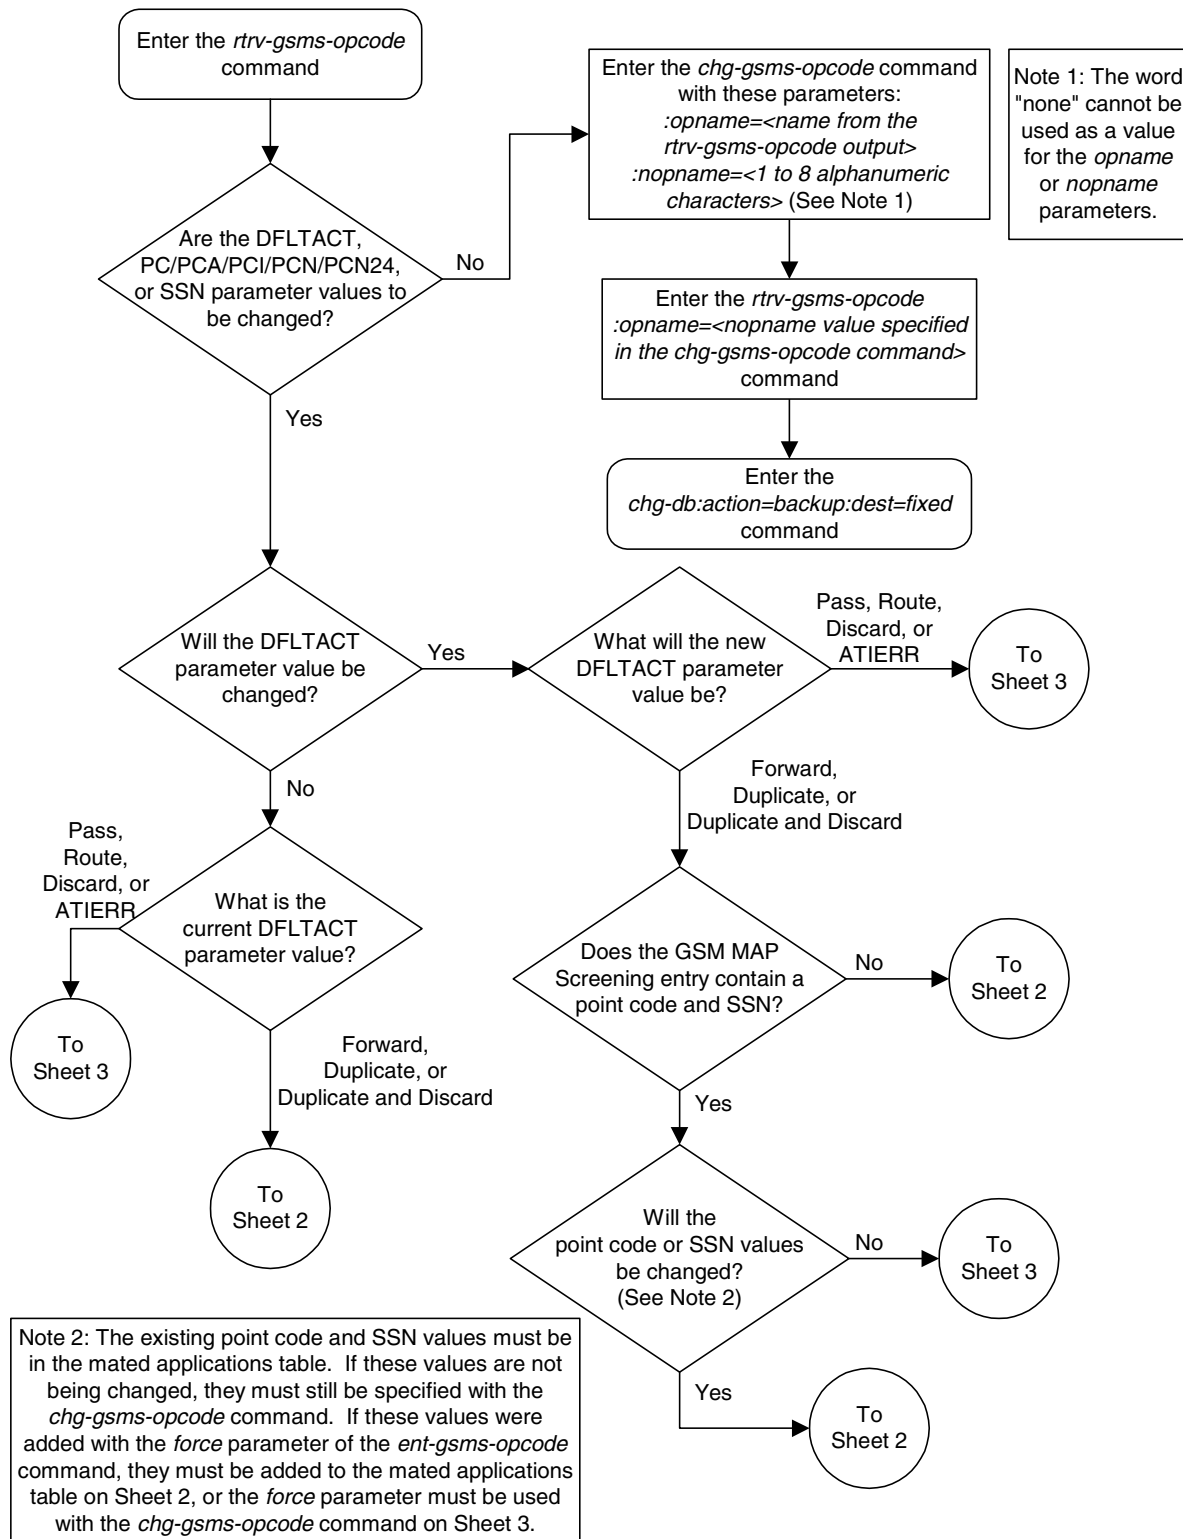 Enter the rtrv-gsms-opcode
command
Enter the chg-gsms-opcode command
with these parameters:
:opname=<name from the
rtrv-gsms-opcode output>
:nopname=<1 to 8 alphanumeric
characters> (See Note 1)
Note 1: The word
"none" cannot be
used as a value
for the opname
or nopname
parameters.
Are the DFLTACT,
PC/PCA/PCI/PCN/PCN24,
or SSN parameter values to
be changed?
No
Enter the rtrv-gsms-opcode
:opname=<nopname value specified
in the chg-gsms-opcode command>
command
Yes
Enter the
chg-db:action=backup:dest=fixed
command
Will the DFLTACT
parameter value be
changed?
Yes
What will the new
DFLTACT parameter
value be?
Pass, Route,
Discard, or
ATIERR
To
Sheet 3
No
Forward,
Duplicate, or
Duplicate and Discard
Pass,
Route,
Discard, or
ATIERR
What is the
current DFLTACT
parameter value?
Does the GSM MAP
Screening entry contain a
point code and SSN?
No
To
Sheet 2
To
Sheet 3
Forward,
Duplicate, or
Duplicate and Discard
Yes
To
Sheet 2
Will the
point code or SSN values
be changed?
(See Note 2)
No
To
Sheet 3
Yes
To
Sheet 2
Note 2: The existing point code and SSN values must be
in the mated applications table.  If these values are not
being changed, they must still be specified with the
chg-gsms-opcode command.  If these values were
added with the force parameter of the ent-gsms-opcode
command, they must be added to the mated applications
table on Sheet 2, or the force parameter must be used
with the chg-gsms-opcode command on Sheet 3.